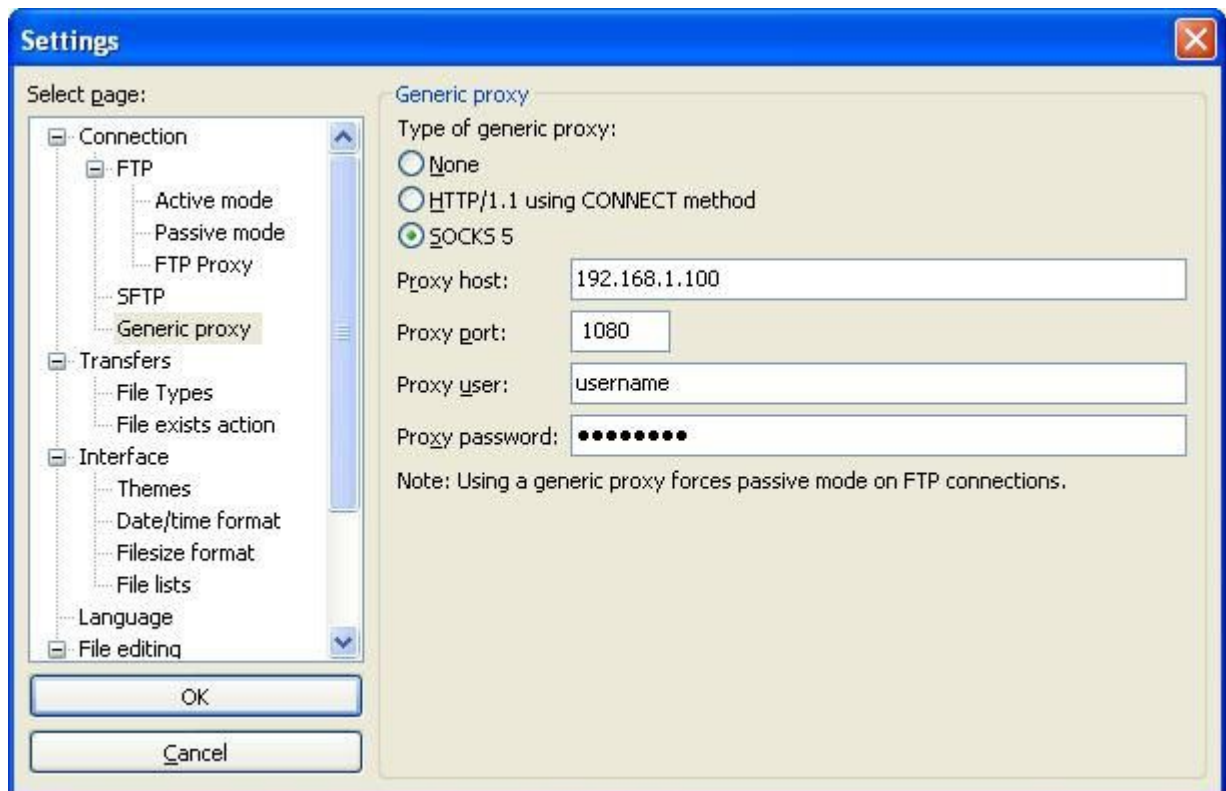 Settings
Select page:
Connection
FTP
Active mode
Passive mode
FTP Proxy
SFTP
Generic proxy
Transfers
File Types
File exists action
Interface
Themes
Date/time format
Filesize format
File lists
Language
File editing
OK
Cancel
Generic proxy
Type of generic proxy:
None
HTTP/1.1 using CONNECT method
SOCKS 5
Proxy host: 192.168.1.100
Proxy port: 1080
Proxy user: username
Proxy password: ●●●●●●●●
Note: Using a generic proxy forces passive mode on FTP connections.